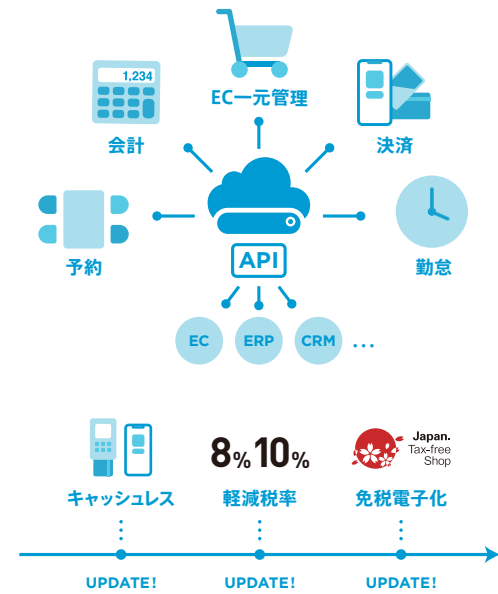 1,234
EC一元管理
会計
決済
予約
勤怠
API
EC
ERP
CRM
...
8% 10%
Japan.
Tax-free
Shop
キャッシュレス
軽減税率
免税電子化
UPDATE!
UPDATE!
UPDATE!